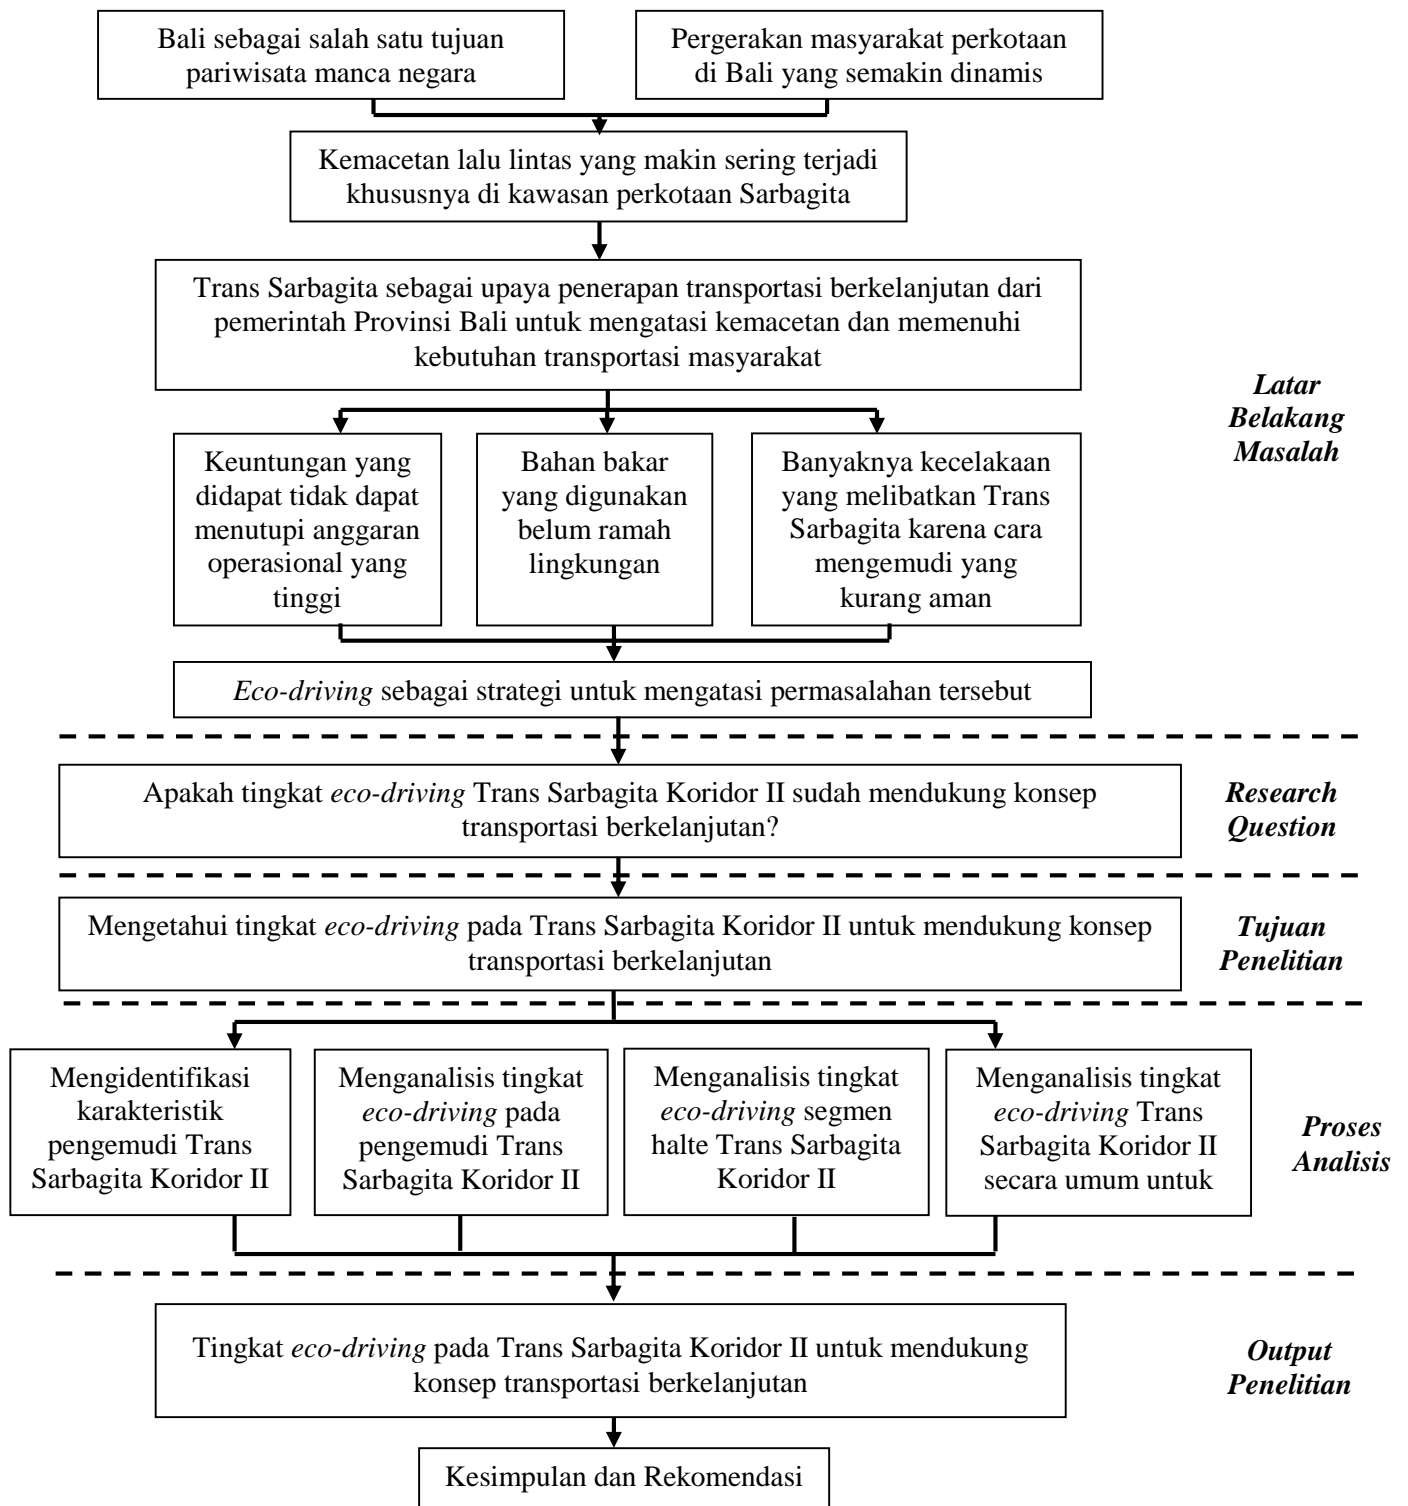 Bali sebagai salah satu tujuan
pariwisata manca negara
Pergerakan masyarakat perkotaan
di Bali yang semakin dinamis
Kemacetan lalu lintas yang makin sering terjadi
khususnya di kawasan perkotaan Sarbagita
Trans Sarbagita sebagai upaya penerapan transportasi berkelanjutan dari
pemerintah Provinsi Bali untuk mengatasi kemacetan dan memenuhi
kebutuhan transportasi masyarakat
Latar
Belakang
Masalah
Keuntungan yang
didapat tidak dapat
menutupi anggaran
operasional yang
tinggi
Bahan bakar
yang digunakan
belum ramah
lingkungan
Banyaknya kecelakaan
yang melibatkan Trans
Sarbagita karena cara
mengemudi yang
kurang aman
Eco-driving sebagai strategi untuk mengatasi permasalahan tersebut
Apakah tingkat eco-driving Trans Sarbagita Koridor II sudah mendukung konsep
transportasi berkelanjutan?
Research
Question
Mengetahui tingkat eco-driving pada Trans Sarbagita Koridor II untuk mendukung konsep
transportasi berkelanjutan
Tujuan
Penelitian
Mengidentifikasi
karakteristik
pengemudi Trans
Sarbagita Koridor II
Menganalisis tingkat
eco-driving pada
pengemudi Trans
Sarbagita Koridor II
Menganalisis tingkat
eco-driving segmen
halte Trans Sarbagita
Koridor II
Menganalisis tingkat
eco-driving Trans
Sarbagita Koridor II
secara umum untuk
Proses
Analisis
Tingkat eco-driving pada Trans Sarbagita Koridor II untuk mendukung
konsep transportasi berkelanjutan
Output
Penelitian
Kesimpulan dan Rekomendasi